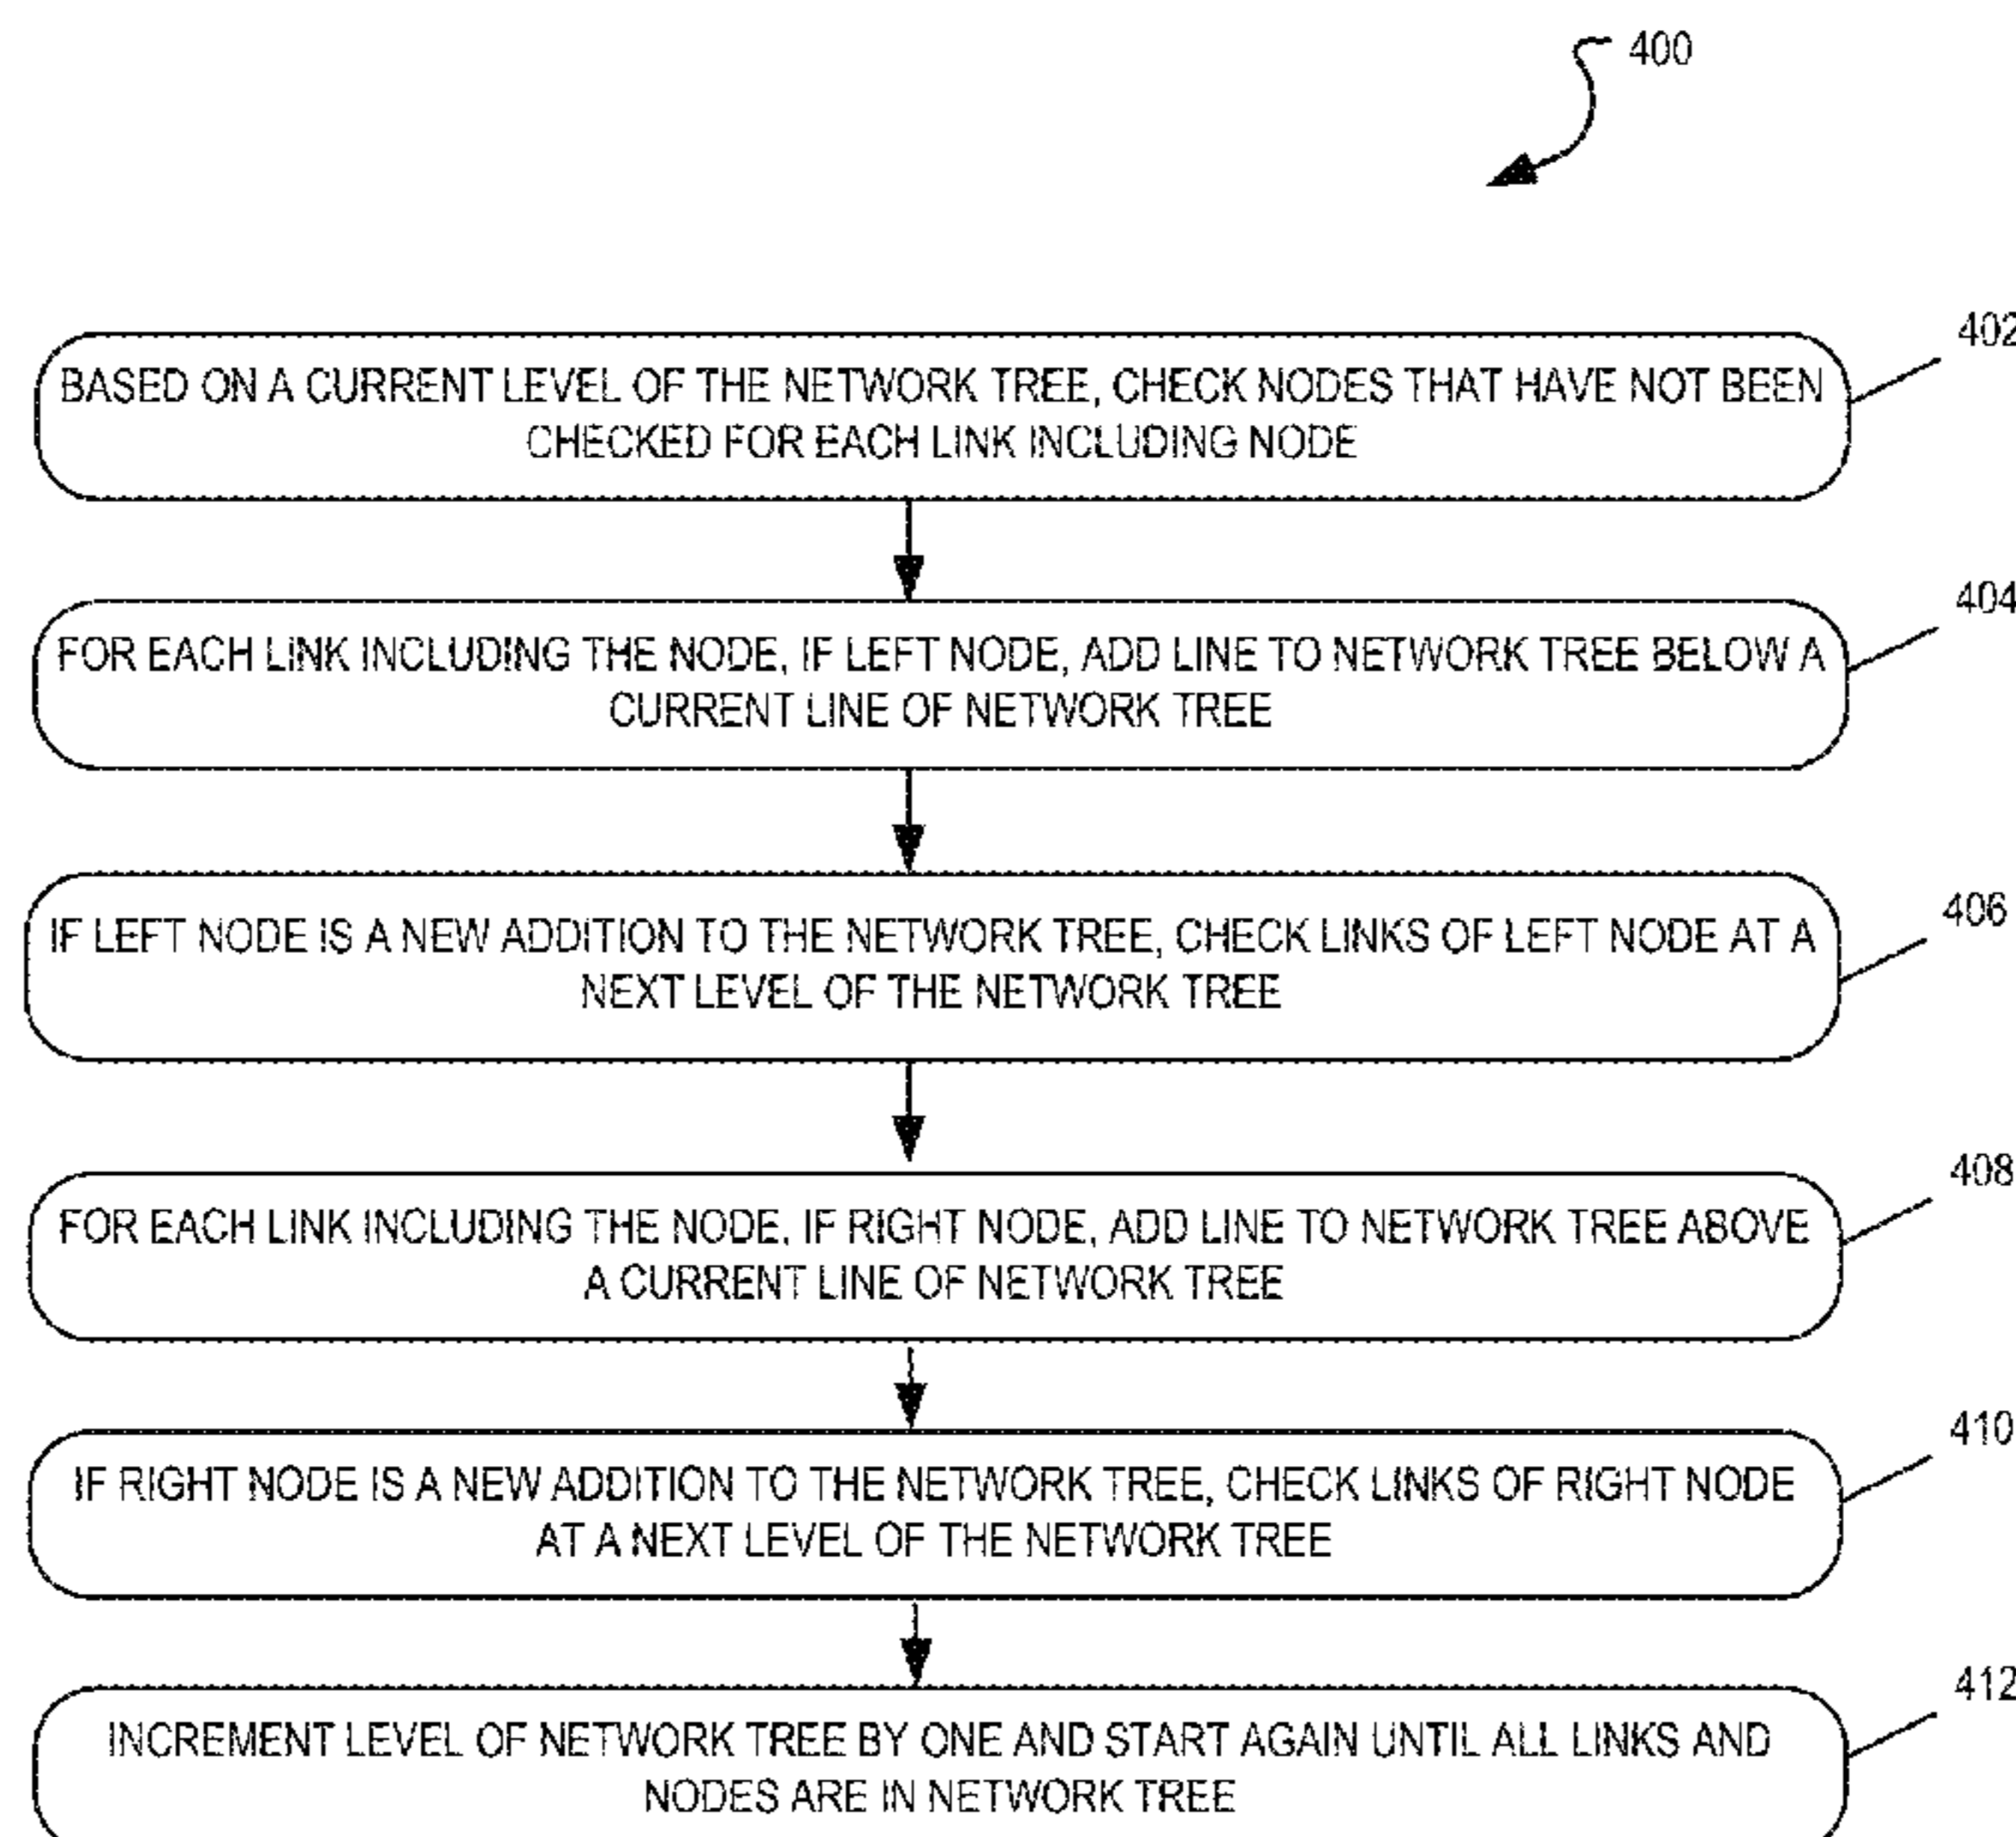 400
402
BASED ON A CURRENT LEVEL OF THE NETWORK TREE, CHECK NODES THAT HAVE NOT BEEN
CHECKED FOR EACH LINK INCLUDING NODE
404
FOR EACH LINK INCLUDING THE NODE, IF LEFT NODE, ADD LINE TO NETWORK TREE BELOW A
CURRENT LINE OF NETWORK TREE
406
IF LEFT NODE IS A NEW ADDITION TO THE NETWORK TREE, CHECK LINKS OF LEFT NODE AT A
NEXT LEVEL OF THE NETWORK TREE
408
FOR EACH LINK INCLUDING THE NODE, IF RIGHT NODE, ADD LINE TO NETWORK TREE ABOVE
A CURRENT LINE OF NETWORK TREE
410
IF RIGHT NODE IS A NEW ADDITION TO THE NETWORK TREE, CHECK LINKS OF RIGHT NODE
AT A NEXT LEVEL OF THE NETWORK TREE
412
INCREMENT LEVEL OF NETWORK TREE BY ONE AND START AGAIN UNTIL ALL LINKS AND
NODES ARE IN NETWORK TREE